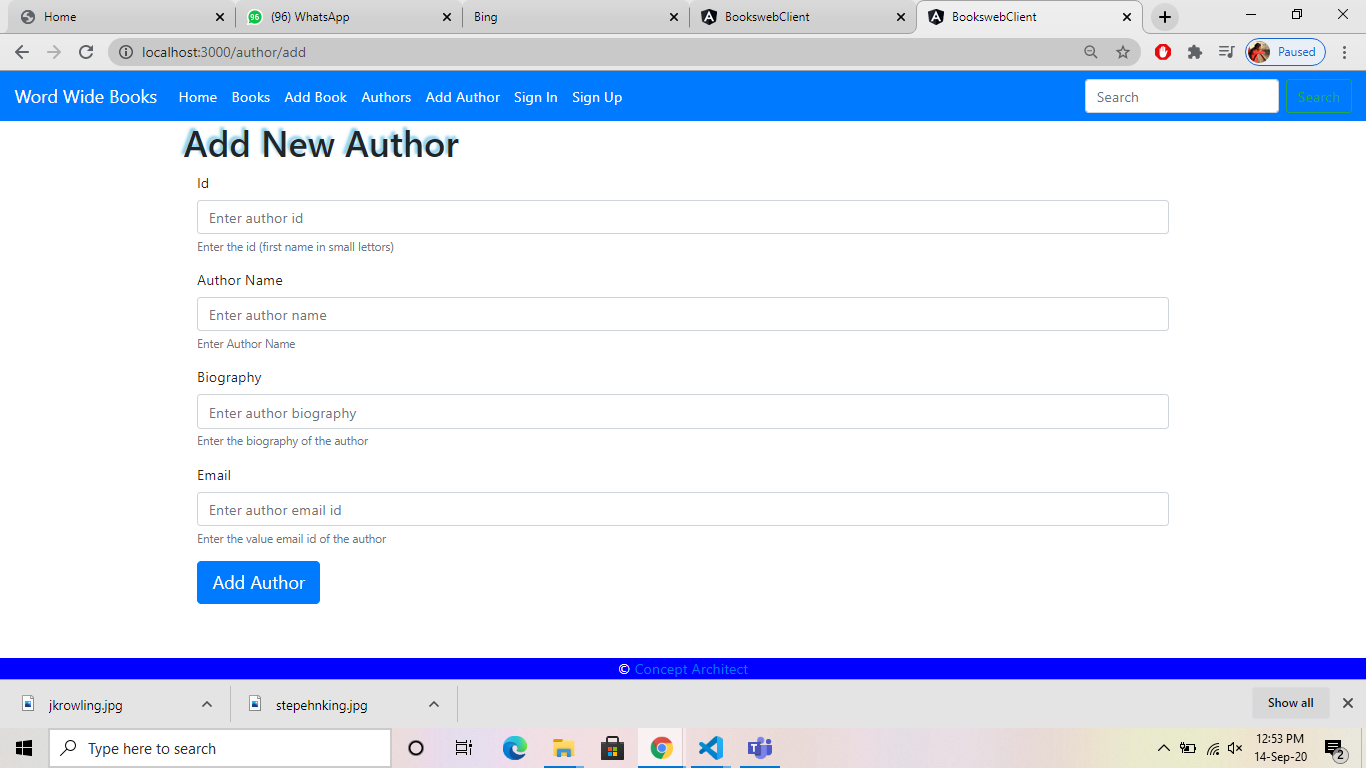 Home
(96) WhatsApp
Bing
BookswebClient
BookswebClient
localhost:3000/author/add
Paused
Word Wide Books Home Books Add Book Authors Add Author Sign In Sign Up Search Search
Add New Author
Id
Enter author id
Enter the id (first name in small lettors)
Author Name
Enter author name
Enter Author Name
Biography
Enter author biography
Enter the biography of the author
Email
Enter author email id
Enter the value email id of the author
Add Author
© Concept Architect
jkrowling.jpg
stepehnking.jpg
Show all
Type here to search
12:53 PM
14-Sep-20
2